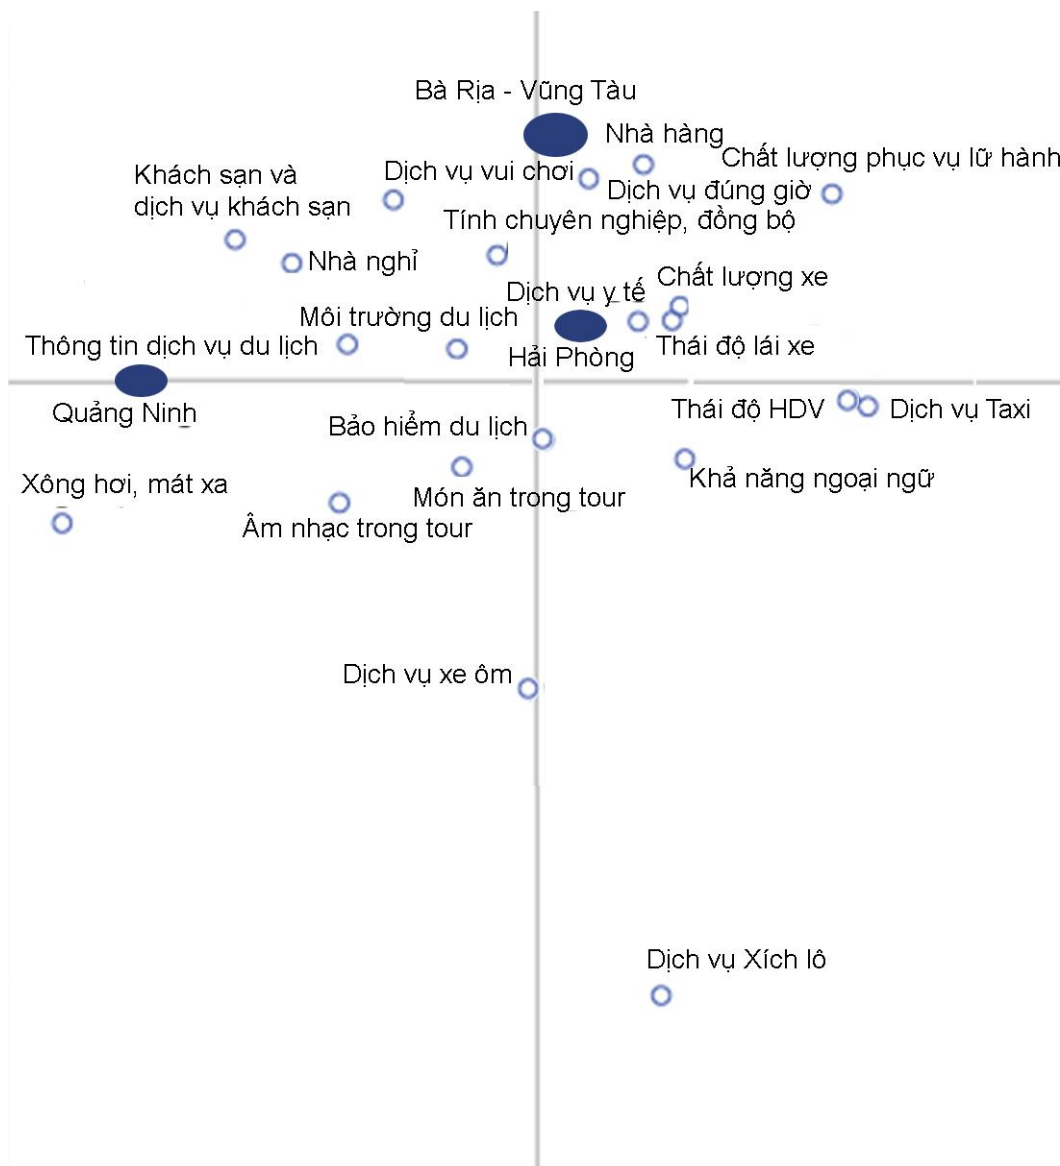 Bà Rịa - Vũng Tàu
Nhà hàng
Chất lượng phục vụ lữ hành
Dịch vụ vui chơi
Khách sạn và
dịch vụ khách sạn
Dịch vụ đúng giờ
Tính chuyên nghiệp, đồng bộ
Nhà nghỉ
Chất lượng xe
Dịch vụ y tế
Môi trường du lịch
Thông tin dịch vụ du lịch
Hải Phòng
Thái độ lái xe
Quảng Ninh
Thái độ HDV
Dịch vụ Taxi
Bảo hiểm du lịch
Xông hơi, mát xa
Món ăn trong tour
Khả năng ngoại ngữ
Âm nhạc trong tour
Dịch vụ xe ôm
Dịch vụ Xích lô